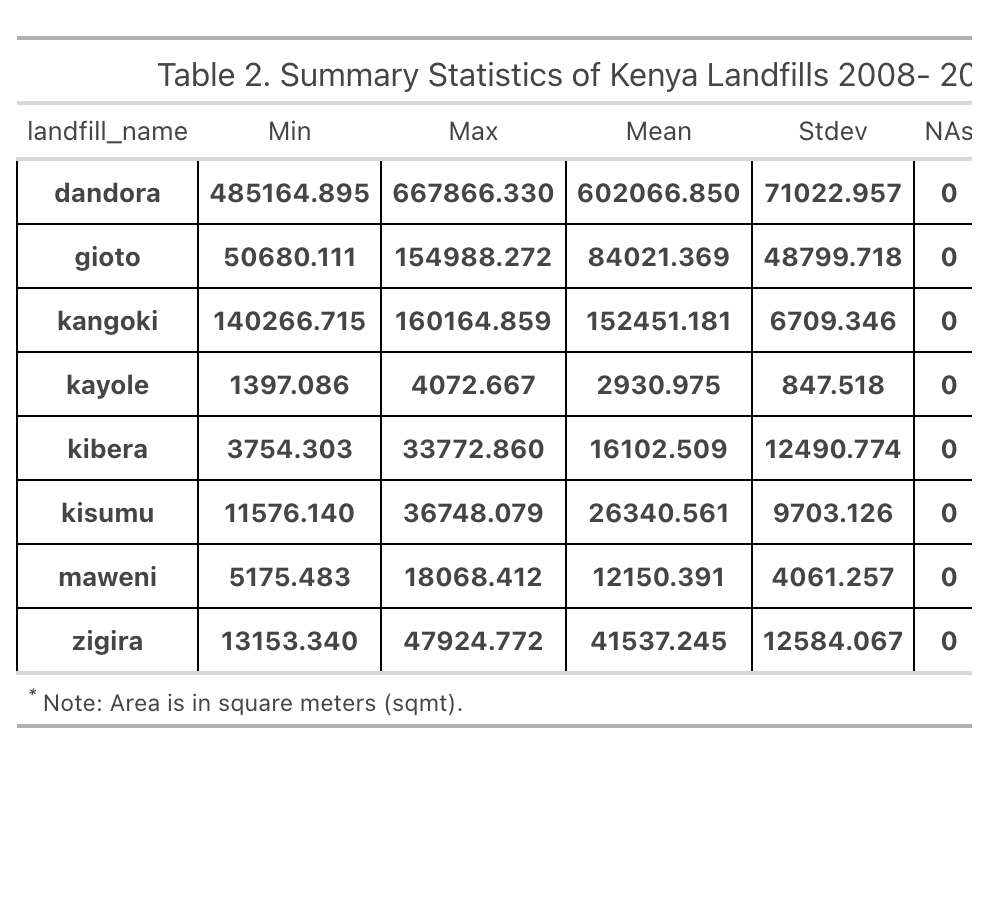 Table 2. Summary Statistics of Kenya Landfills 2008- 20
landfill_name Min Max Mean Stdev NAs
dandora 485164.895 667866.330 602066.850 71022.957 0
gioto 50680.111 154988.272 84021.369 48799.718 0
kangoki 140266.715 160164.859 152451.181 6709.346 0
kayole 1397.086 4072.667 2930.975 847.518 0
kibera 3754.303 33772.860 16102.509 12490.774 0
kisumu 11576.140 36748.079 26340.561 9703.126 0
maweni 5175.483 18068.412 12150.391 4061.257 0
zigira 13153.340 47924.772 41537.245 12584.067 0
* Note: Area is in square meters (sqmt).